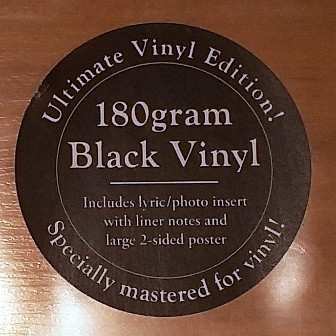 Ultimate Vinyl Edition!
180gram
Black Vinyl
Includes lyric/photo insert
with liner notes and
large 2-sided poster
Specially mastered for vinyl!